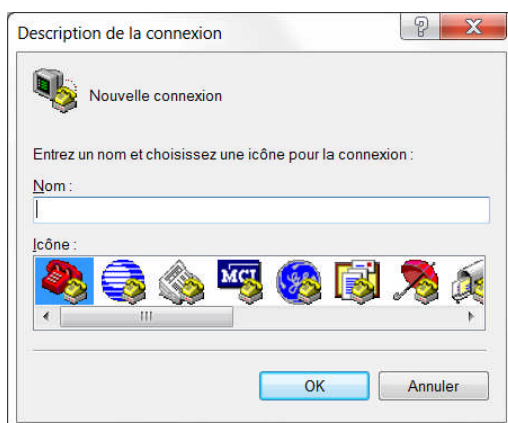 Description de la connexion
Nouvelle connexion
Entrez un nom et choisissez une icône pour la connexion :
Nom :
Icône :
MCI
OK
Annuler